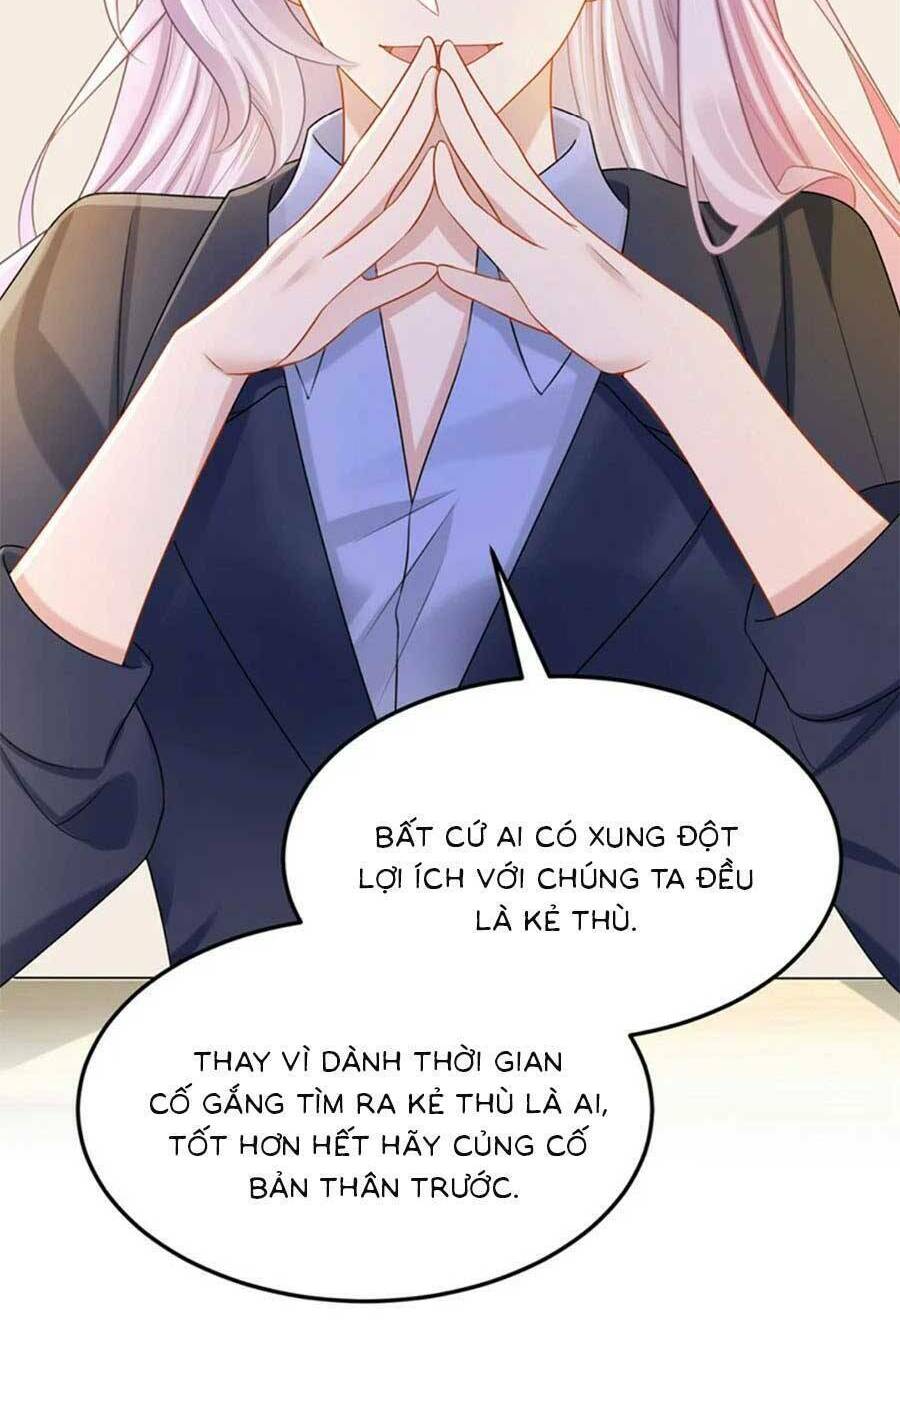 BẤT CỨ AI CÓ XUNG ĐỘT
LỢI ÍCH VỚI CHÚNG TA ĐỀU
LÀ KẺ THÙ.
THAY VÌ DÀNH THỜI GIAN
CỐ GẮNG TÌM RA KẺ THÙ LÀ AI,
TỐT HƠN HẾT HÃY CỦNG CỐ
BẢN THÂN TRƯỚC.